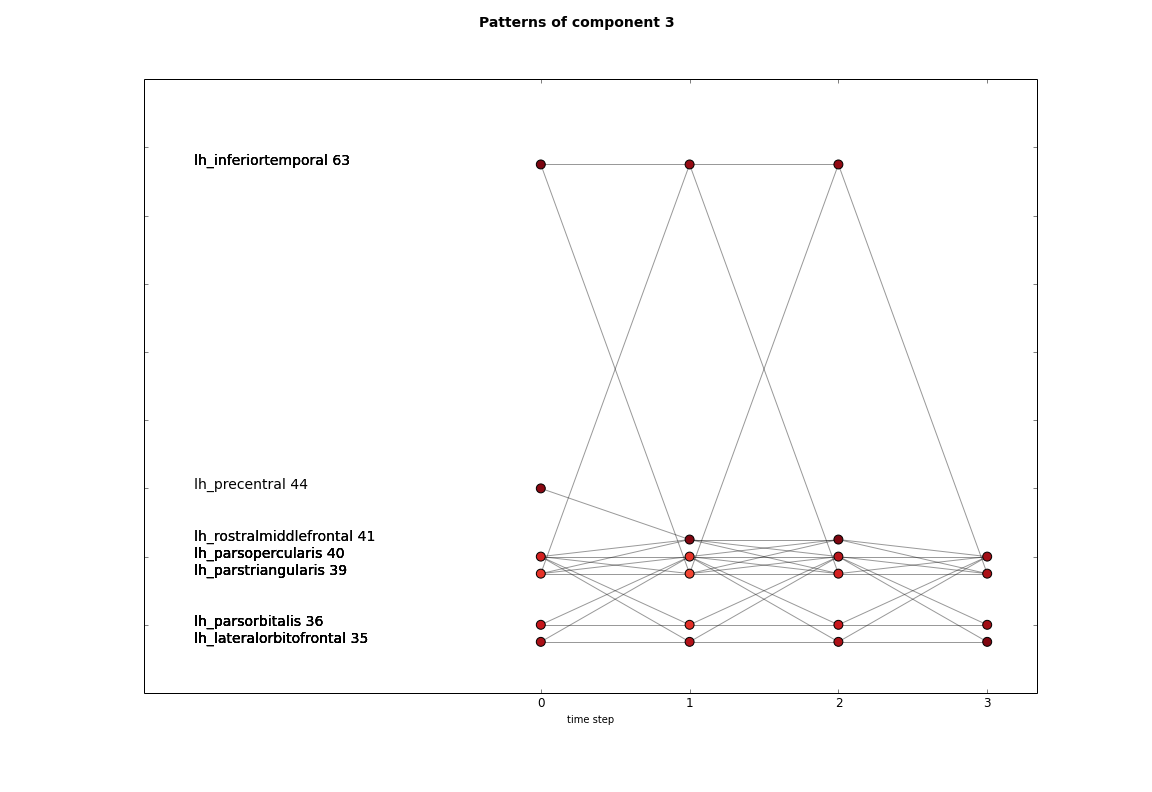 Patterns of component 3
lh_inferiortemporal 63
lh_precentral 44
lh_rostralmiddlefrontal 41
lh_parsopercularis 40
lh_parstriangularis 39
lh_parsorbitalis 36
lh_lateralorbitofrontal 35
0 1 2 3
time step